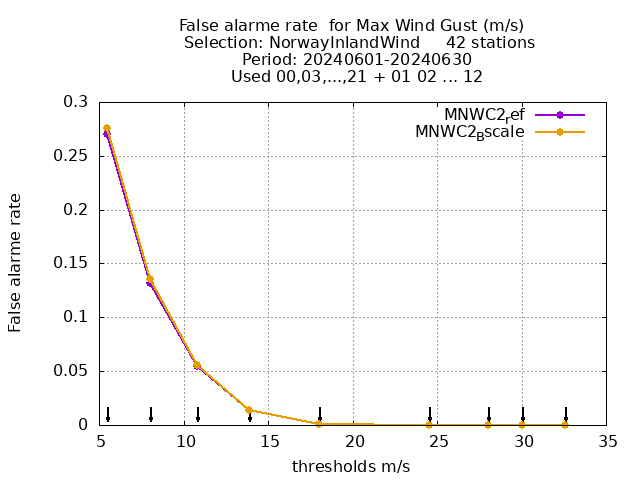 False alarme rate  for Max Wind Gust (m/s)
Selection: NorwayInlandWind     42 stations
Period: 20240601-20240630
Used 00,03,...,21 + 01 02 ... 12
MNWC2_ref
MNWC2_Bscale
False alarme rate
0.3
0.25
0.2
0.15
0.1
0.05
0
5 10 15 20 25 30 35
thresholds m/s